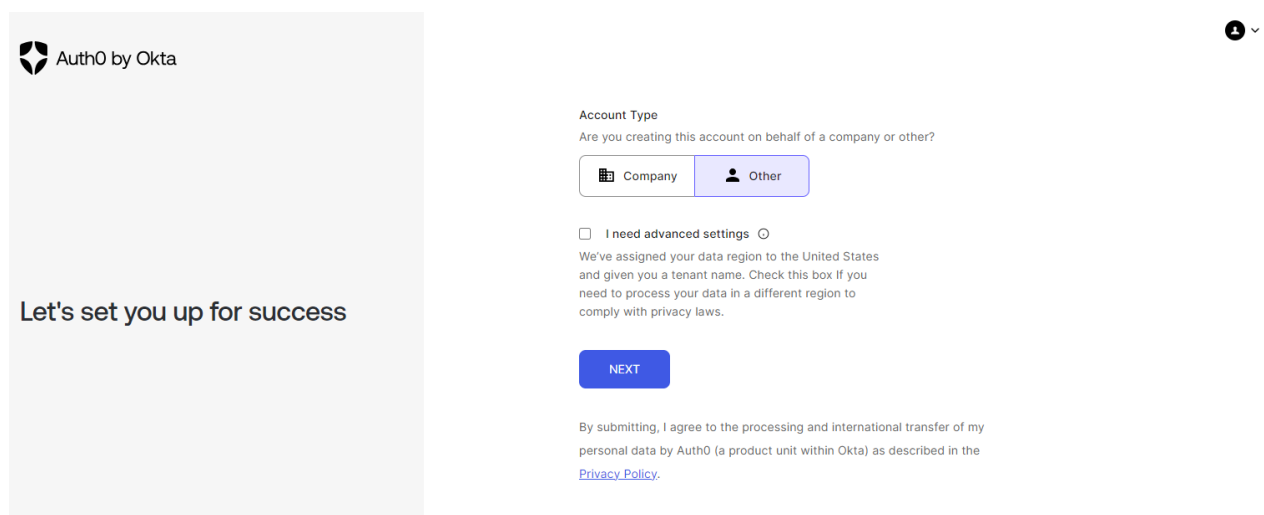 Auth0 by Okta
Let's set you up for success
Account Type
Are you creating this account on behalf of a company or other?
Company
Other
I need advanced settings
We've assigned your data region to the United States
and given you a tenant name. Check this box If you
need to process your data in a different region to
comply with privacy laws.
NEXT
By submitting, I agree to the processing and international transfer of my
personal data by Auth0 (a product unit within Okta) as described in the
Privacy Policy.